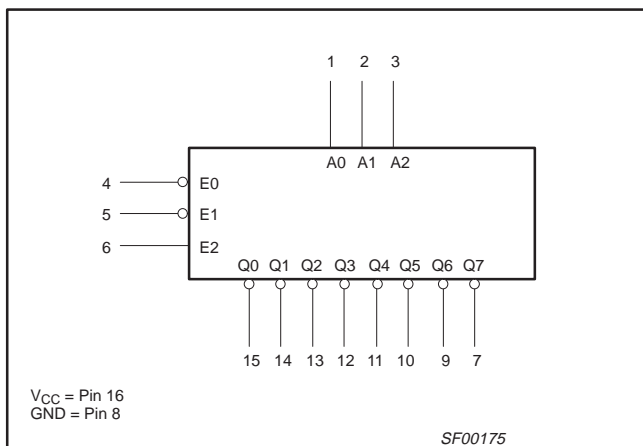 1 2 3
A0 A1 A2
4 E0
5 E1
6 E2
Q0 Q1 Q2 Q3 Q4 Q5 Q6 Q7
15 14 13 12 11 10 9 7
VCC = Pin 16
GND = Pin 8
SF00175